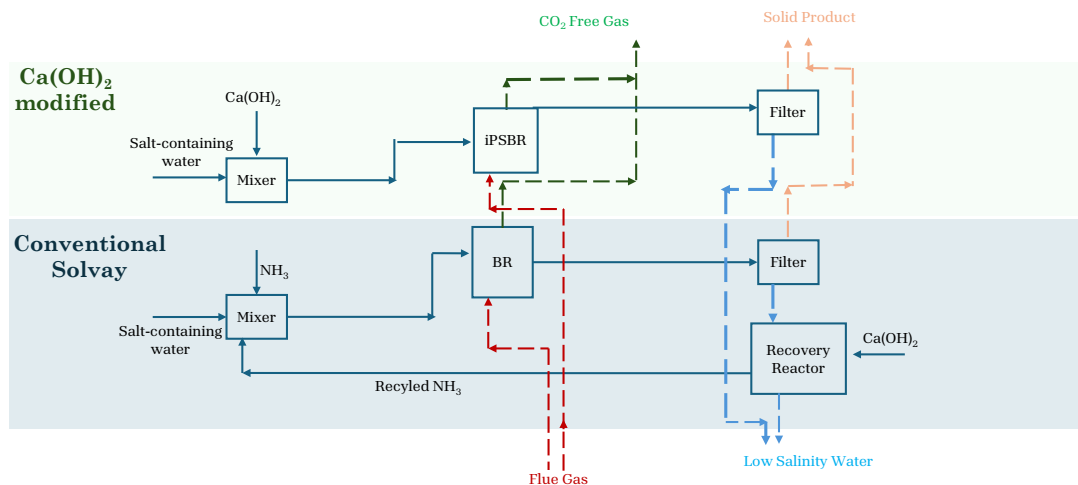 CO₂ Free Gas
Solid Product
Ca(OH)₂
modified
Ca(OH)₂
Salt-containing
water
Mixer
iPSBR
Filter
Conventional
Solvay
NH₃
Salt-containing
water
Mixer
BR
Filter
Recovery
Reactor
Ca(OH)₂
Recyled NH₃
Low Salinity Water
Flue Gas